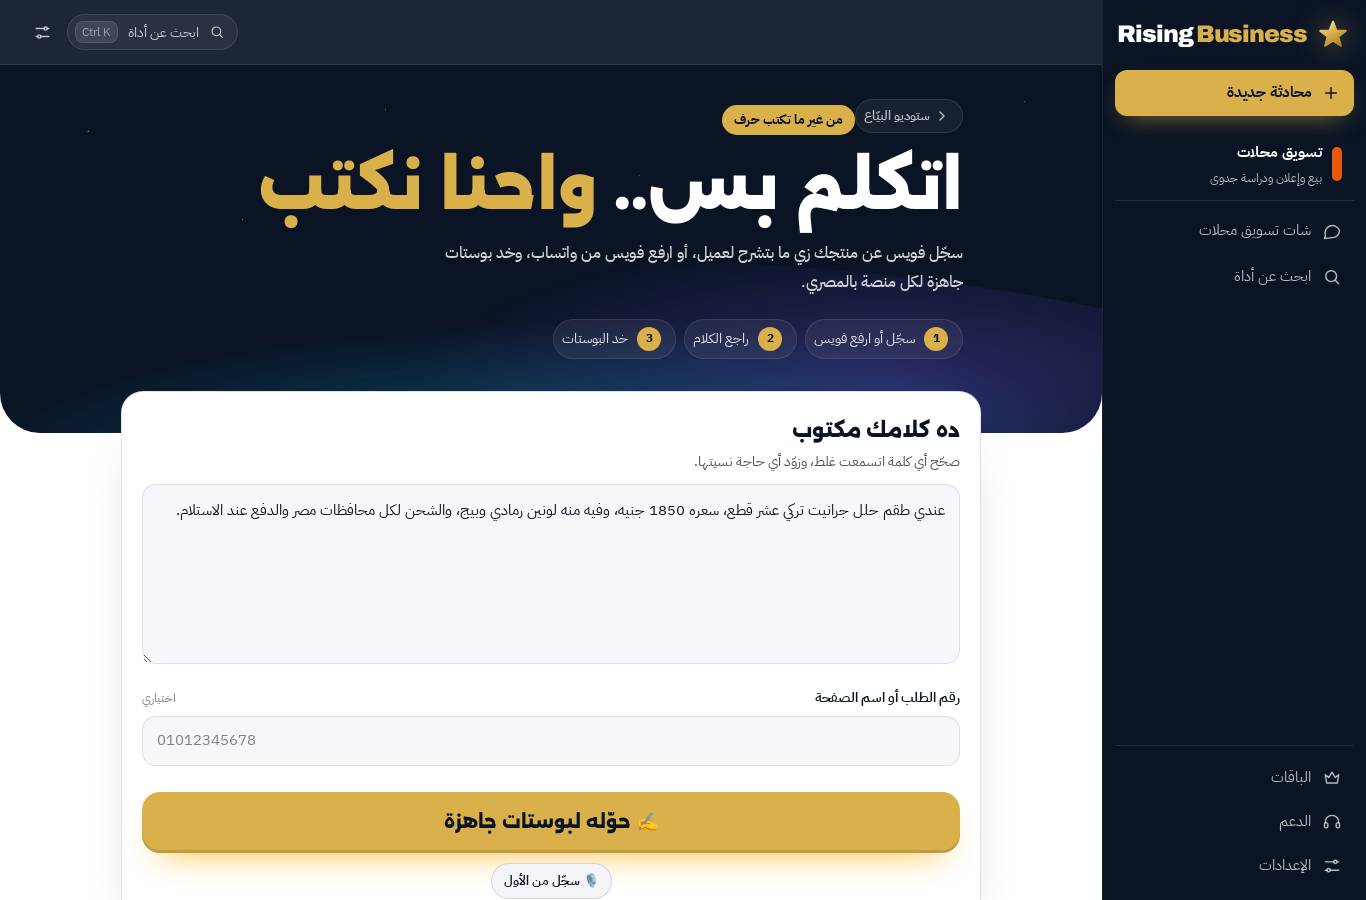 Rising Business
محادثة جديدة
تسويق محلات
بيع وإعلان ودراسة جدوى
شات تسويق محلات
ابحث عن أداة
الباقات
الدعم
الإعدادات
ابحث عن أداة Ctrl K
ستوديو البيّاع
من غير ما تكتب حرف
اتكلم بس.. واحنا نكتب
سجّل فويس عن منتجك زي ما بتشرح لعميل، أو ارفع فويس من واتساب، وخد بوستات
جاهزة لكل منصة بالمصري.
1 سجّل أو ارفع فويس
2 راجع الكلام
3 خد البوستات
ده كلامك مكتوب
صحّح أي كلمة اتسمعت غلط، وزوّد أي حاجة نسيتها.
عندي طقم حلل جرانيت تركي عشر قطع، سعره 1850 جنيه، وفيه منه لونين رمادي وبيج، والشحن لكل محافظات مصر والدفع عند الاستلام.
رقم الطلب أو اسم الصفحة
اختياري
01012345678
✍️ حوّله لبوستات جاهزة
🎙️ سجّل من الأول